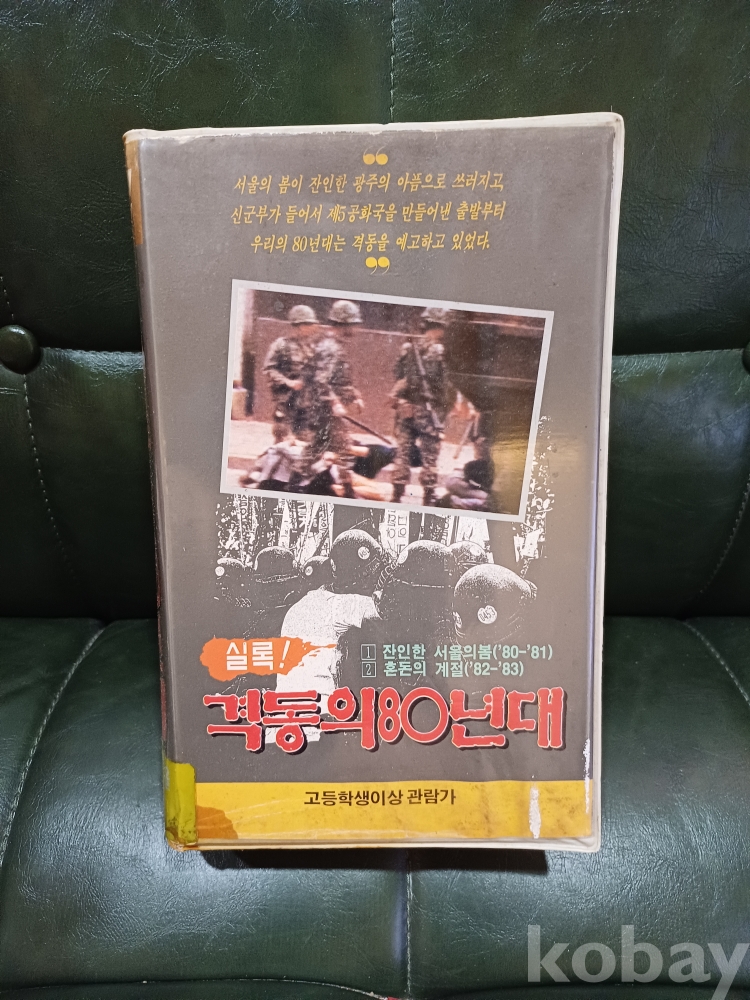 ❝
서울의 봄이 잔인한 광주의 아픔으로 쓰러지고,
신군부가 들어서 제5공화국을 만들어낸 출발부터
우리의 80년대는 격동을 예고하고 있었다.
❞
실록!
1 잔인한 서울의봄('80-'81)
2 혼돈의 계절('82-'83)
격동의80년대
고등학생이상 관람가
kobay